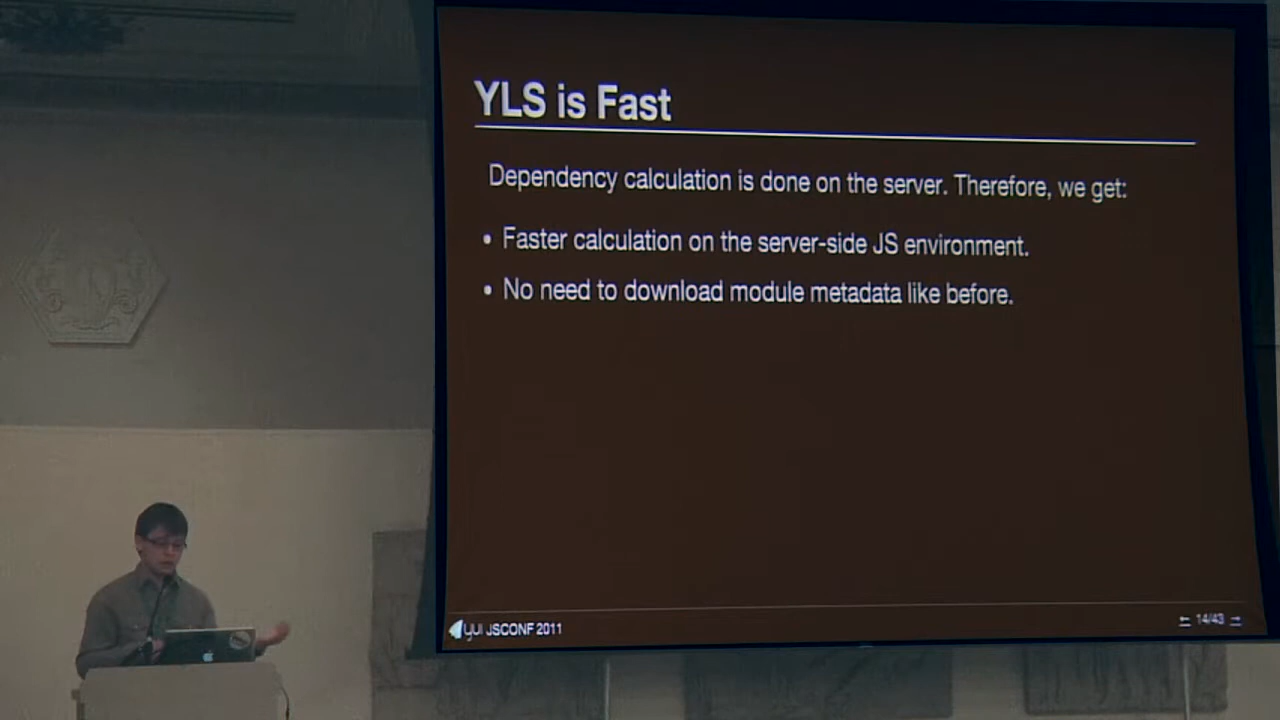 YLS is Fast
Dependency calculation is done on the server. Therefore, we get:
• Faster calculation on the server-side JS environment.
• No need to download module metadata like before.
yui JSCONF 2011
14/43